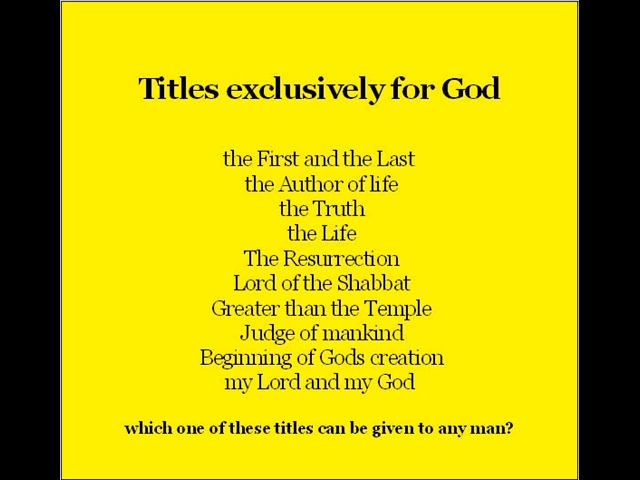 Titles exclusively for God
the First and the Last
the Author of life
the Truth
the Life
The Resurrection
Lord of the Shabbat
Greater than the Temple
Judge of mankind
Beginning of Gods creation
my Lord and my God
which one of these titles can be given to any man?